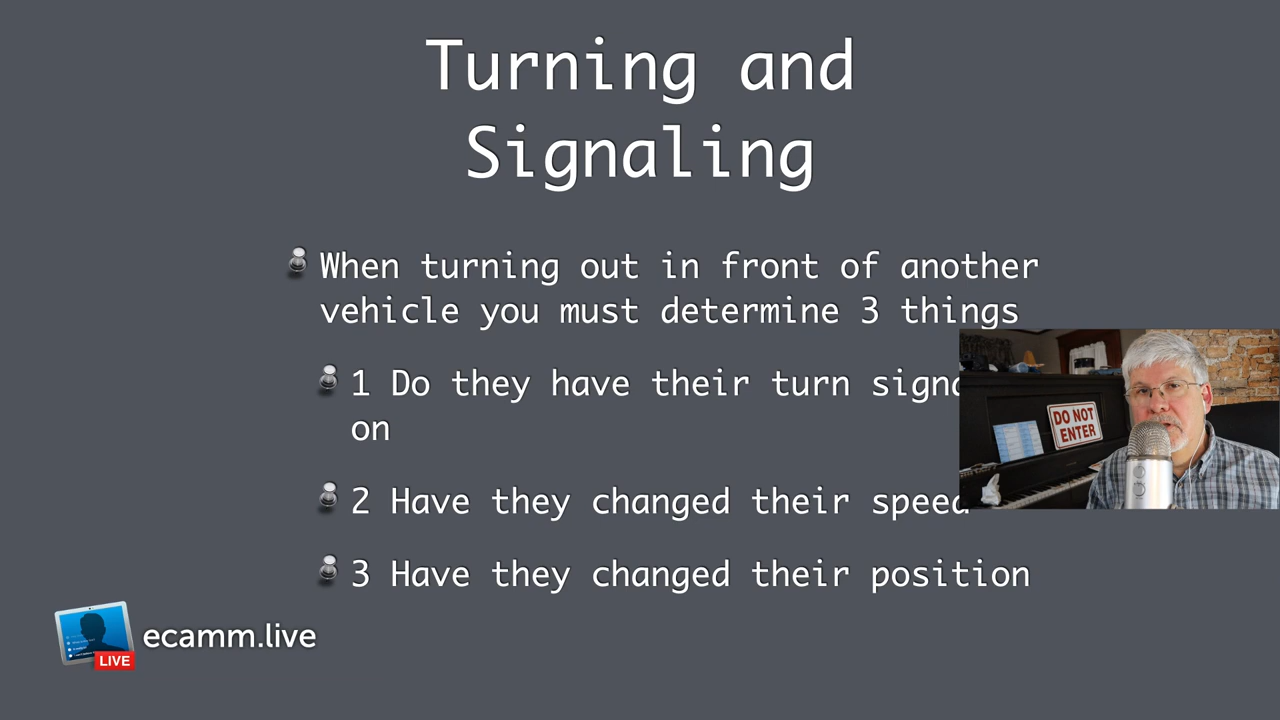 Turning and
Signaling
When turning out in front of another
vehicle you must determine 3 things
1 Do they have their turn
on
2 Have they changed their speed
3 Have they changed their position
DO NOT
ENTER
ecamm.live
LIVE